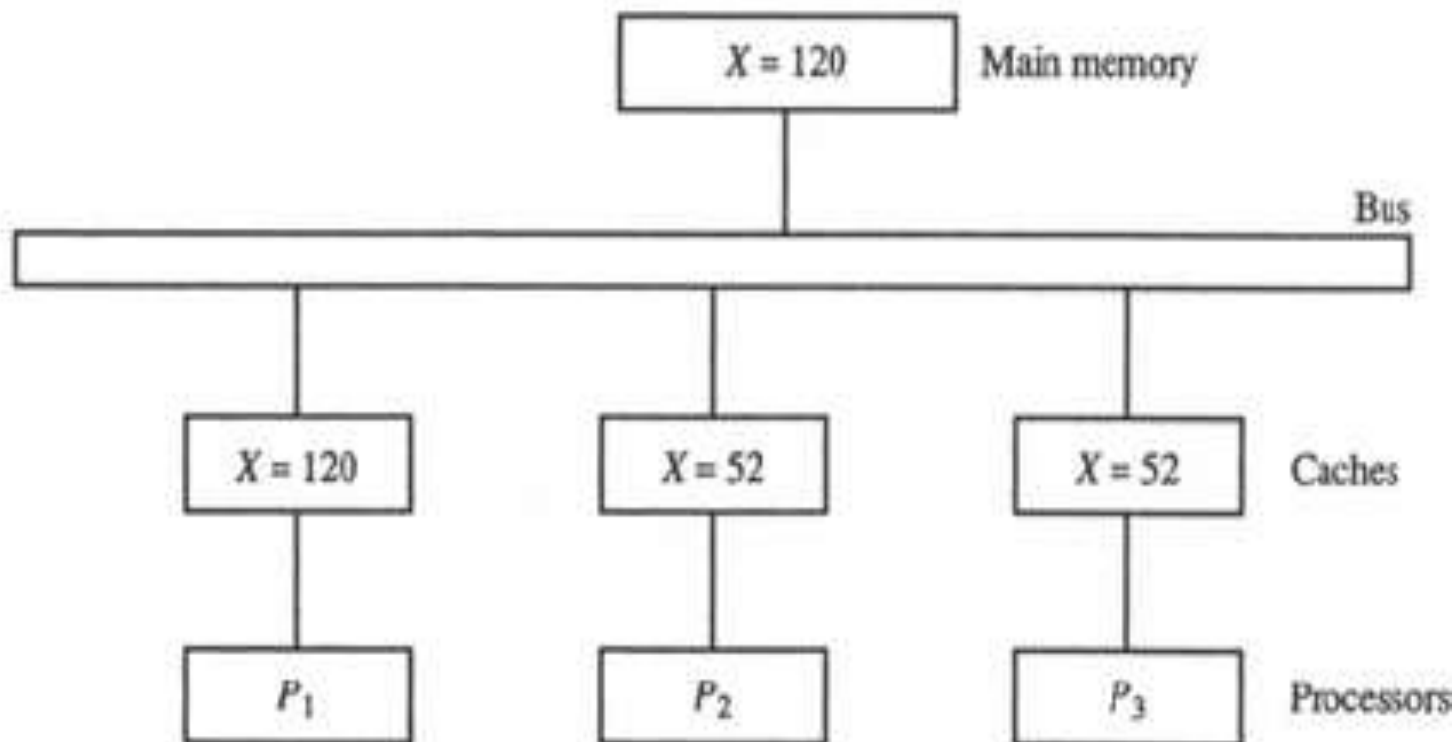 X = 120 Main memory
Bus
X = 120 X = 52 X = 52 Caches
P1 P2 P3 Processors